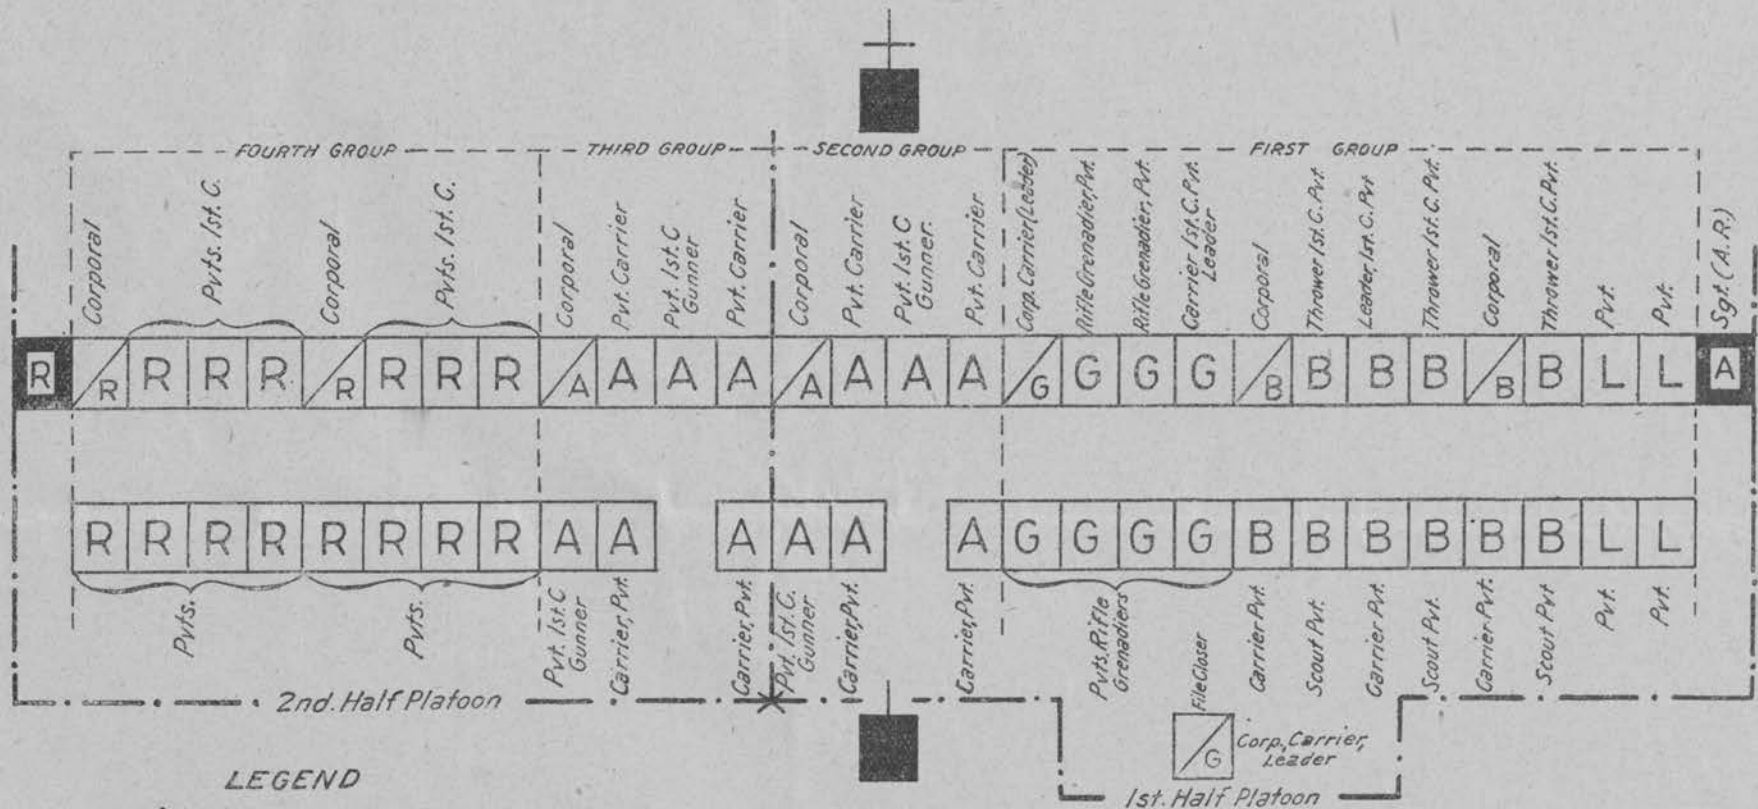 FOURTH GROUP THIRD GROUP SECOND GROUP FIRST GROUP
Corporal
Pvts. 1st. C.
Corporal
Pvts. 1st. C.
Corporal
Pvt. Carrier
Pvt. 1st. C
Gunner
Pvt. Carrier
Corporal
Pvt. Carrier
Pvt. 1st. C
Gunner.
Pvt. Carrier
Corp. Carrier (Leader)
Rifle Grenadier, Pvt.
Rifle Grenadier, Pvt.
Carrier 1st. C. Pvt.
Leader
Corporal
Thrower 1st. C. Pvt.
Leader, 1st. C. Pvt
Thrower 1st. C. Pvt.
Corporal
Thrower 1st. C. Pvt.
Pvt.
Pvt.
Sgt. (A.R.)
R R R R R R R R R A A A A A A A A G G G G B B B B B B L L A
R R R R R R R R A A A A A A G G G G B B B B B B L L
Pvts.
Pvts.
Pvt. 1st. C
Gunner
Carrier, Pvt.
Carrier, Pvt.
Pvt. 1st. C.
Gunner
Carrier, Pvt.
Carrier, Pvt.
Pvts. Rifle
Grenadiers
File Closer
Carrier Pvt.
Scout Pvt.
Carrier Pvt.
Scout Pvt.
Carrier Pvt.
Scout Pvt
Pvt.
Pvt.
2nd. Half Platoon
G
Corp., Carrier,
Leader
LEGEND
1st. Half Platoon